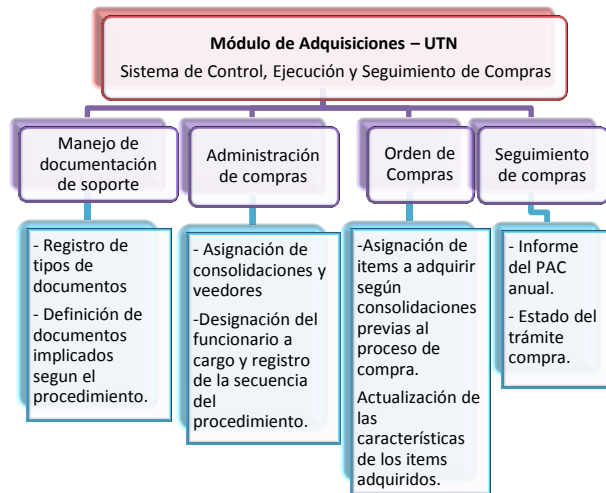 Módulo de Adquisiciones – UTN
Sistema de Control, Ejecución y Seguimiento de Compras
Manejo de
documentación
de soporte
Administración
de compras
Orden de
Compras
Seguimiento
de compras
- Registro de
tipos de
documentos
- Definición de
documentos
implicados
segun el
procedimiento.
- Asignación de
consolidaciones y
veedores
-Designación del
funcionario a
cargo y registro
de la secuencia
del
procedimiento.
-Asignación de
items a adquirir
según
consolidaciones
previas al
proceso de
compra.
Actualización de
las
características
de los items
adquiridos.
- Informe
del PAC
anual.
- Estado del
trámite
compra.